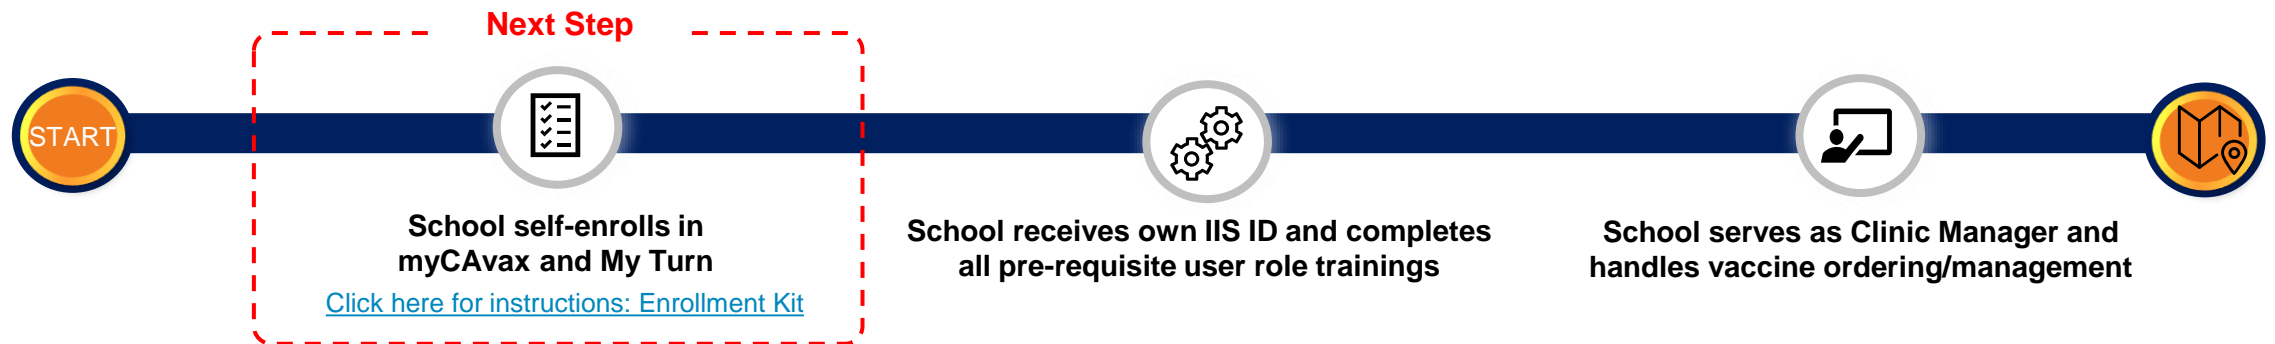 Next Step
START
School self-enrolls in
myCAvax and My Turn
Click here for instructions: Enrollment Kit
School receives own IIS ID and completes
all pre-requisite user role trainings
School serves as Clinic Manager and
handles vaccine ordering/management